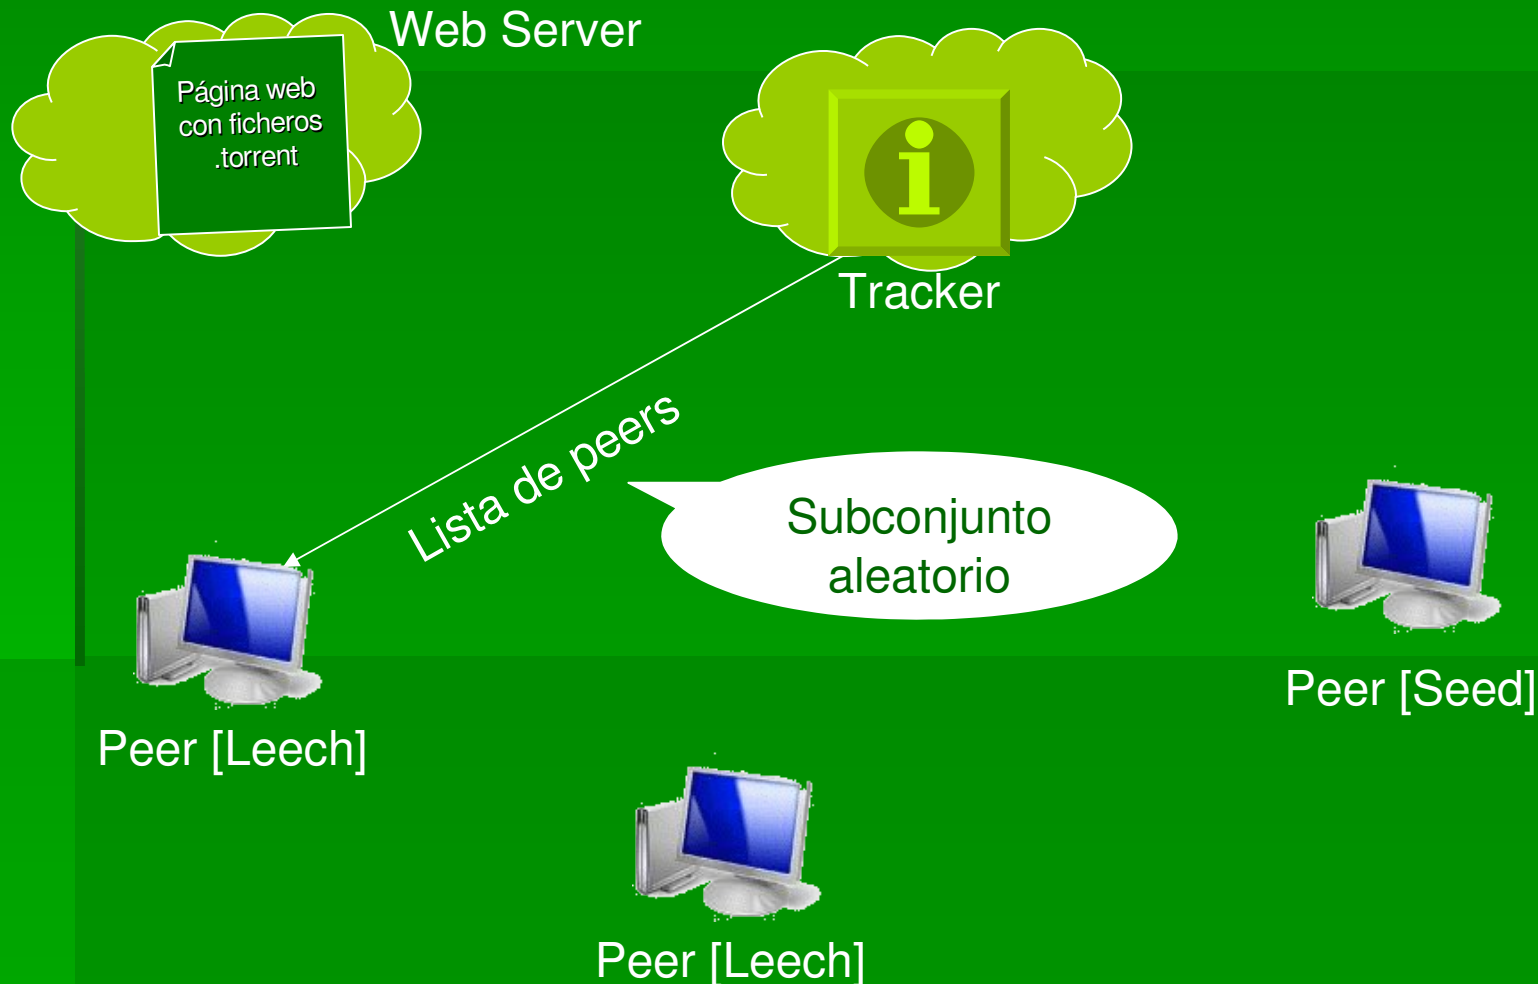 Web Server
Página web
con ficheros
.torrent
Tracker
Lista de peers
Subconjunto
aleatorio
Peer [Seed]
Peer [Leech]
Peer [Leech]